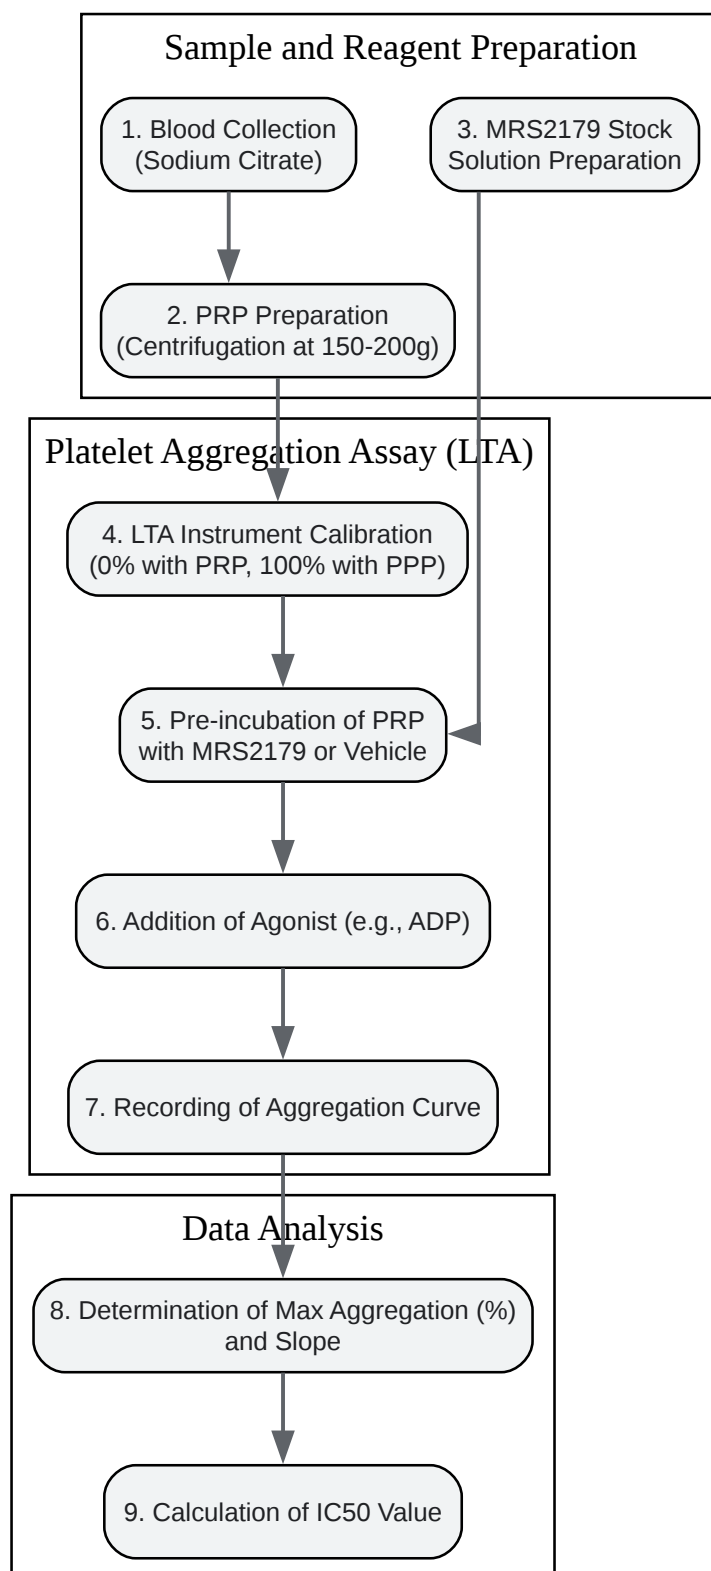 Sample and Reagent Preparation
1. Blood Collection
(Sodium Citrate)
3. MRS2179 Stock
Solution Preparation
2. PRP Preparation
(Centrifugation at 150-200g)
Platelet Aggregation Assay (LTA)
4. LTA Instrument Calibration
(0% with PRP, 100% with PPP)
5. Pre-incubation of PRP
with MRS2179 or Vehicle
6. Addition of Agonist (e.g., ADP)
7. Recording of Aggregation Curve
Data Analysis
8. Determination of Max Aggregation (%)
and Slope
9. Calculation of IC50 Value